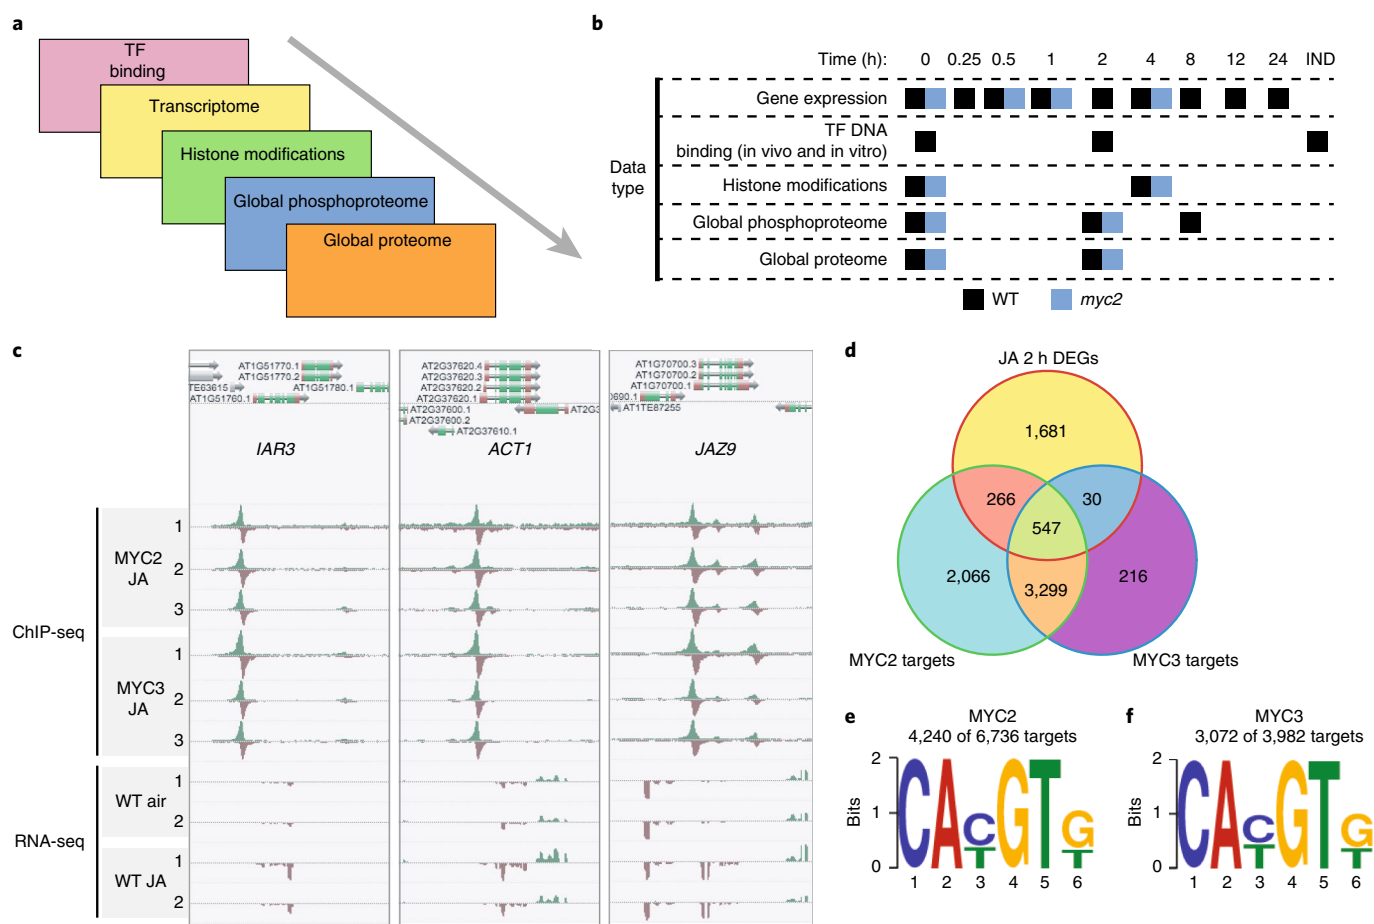 a
TF
binding
Transcriptome
Histone modifications
Global phosphoproteome
Global proteome
b
Time (h): 0 0.25 0.5 1 2 4 8 12 24 IND
Data
type
Gene expression
TF DNA
binding (in vivo and in vitro)
Histone modifications
Global phosphoproteome
Global proteome
WT myc2
c
AT1G51770.1
AT1G51770.2
TE63615 AT1G51780.1
AT1G51760.1
IAR3
AT2G37620.4
AT2G37620.3
AT2G37620.2
AT2G37620.1
AT2G37600.1 AT2G3
AT2G37600.2
AT2G37610.1
ACT1
AT1G70700.3
AT1G70700.2
AT1G70700.1
0690.1
AT1TE87255
JAZ9
ChIP-seq
MYC2
JA
1
2
3
MYC3
JA
1
2
3
RNA-seq
WT air
1
2
WT JA
1
2
d
JA 2 h DEGs
1,681
266 30
547
2,066 3,299 216
MYC2 targets MYC3 targets
e
MYC2
4,240 of 6,736 targets
Bits
2
1
0
CACGTG
T T
1 2 3 4 5 6
f
MYC3
3,072 of 3,982 targets
Bits
2
1
0
CACGTG
T T
1 2 3 4 5 6